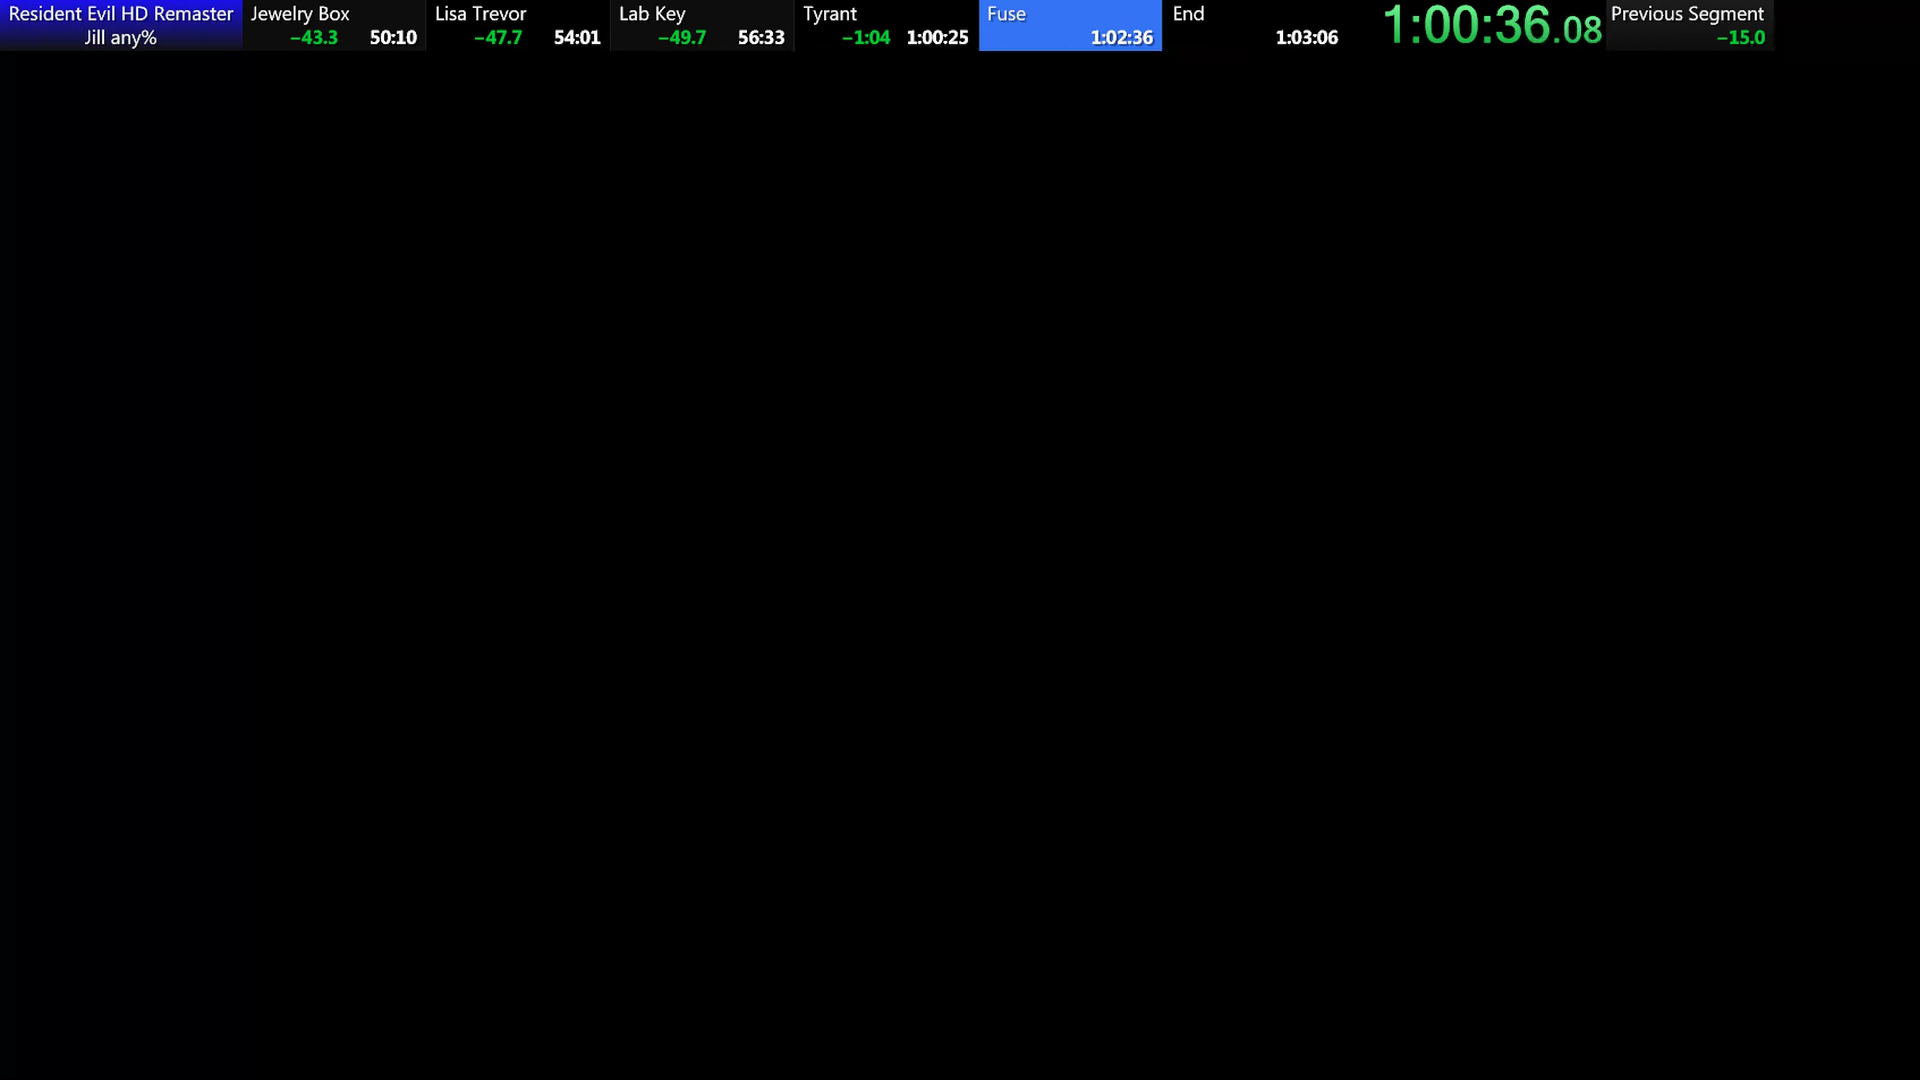 Resident Evil HD Remaster
Jill any%
Jewelry Box
−43.3 50:10
Lisa Trevor
−47.7 54:01
Lab Key
−49.7 56:33
Tyrant
−1:04 1:00:25
Fuse
1:02:36
End
1:03:06
1:00:36.08
Previous Segment
−15.0